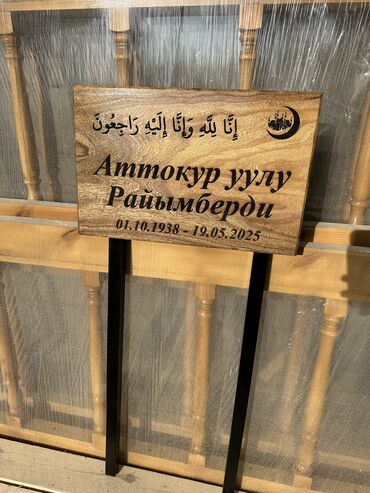 إِنَّا لِلَّهِ وَإِنَّا إِلَيْهِ رَاجِعُونَ
Аттокур уулу
Райымберди
01.10.1938 - 19.05.2025